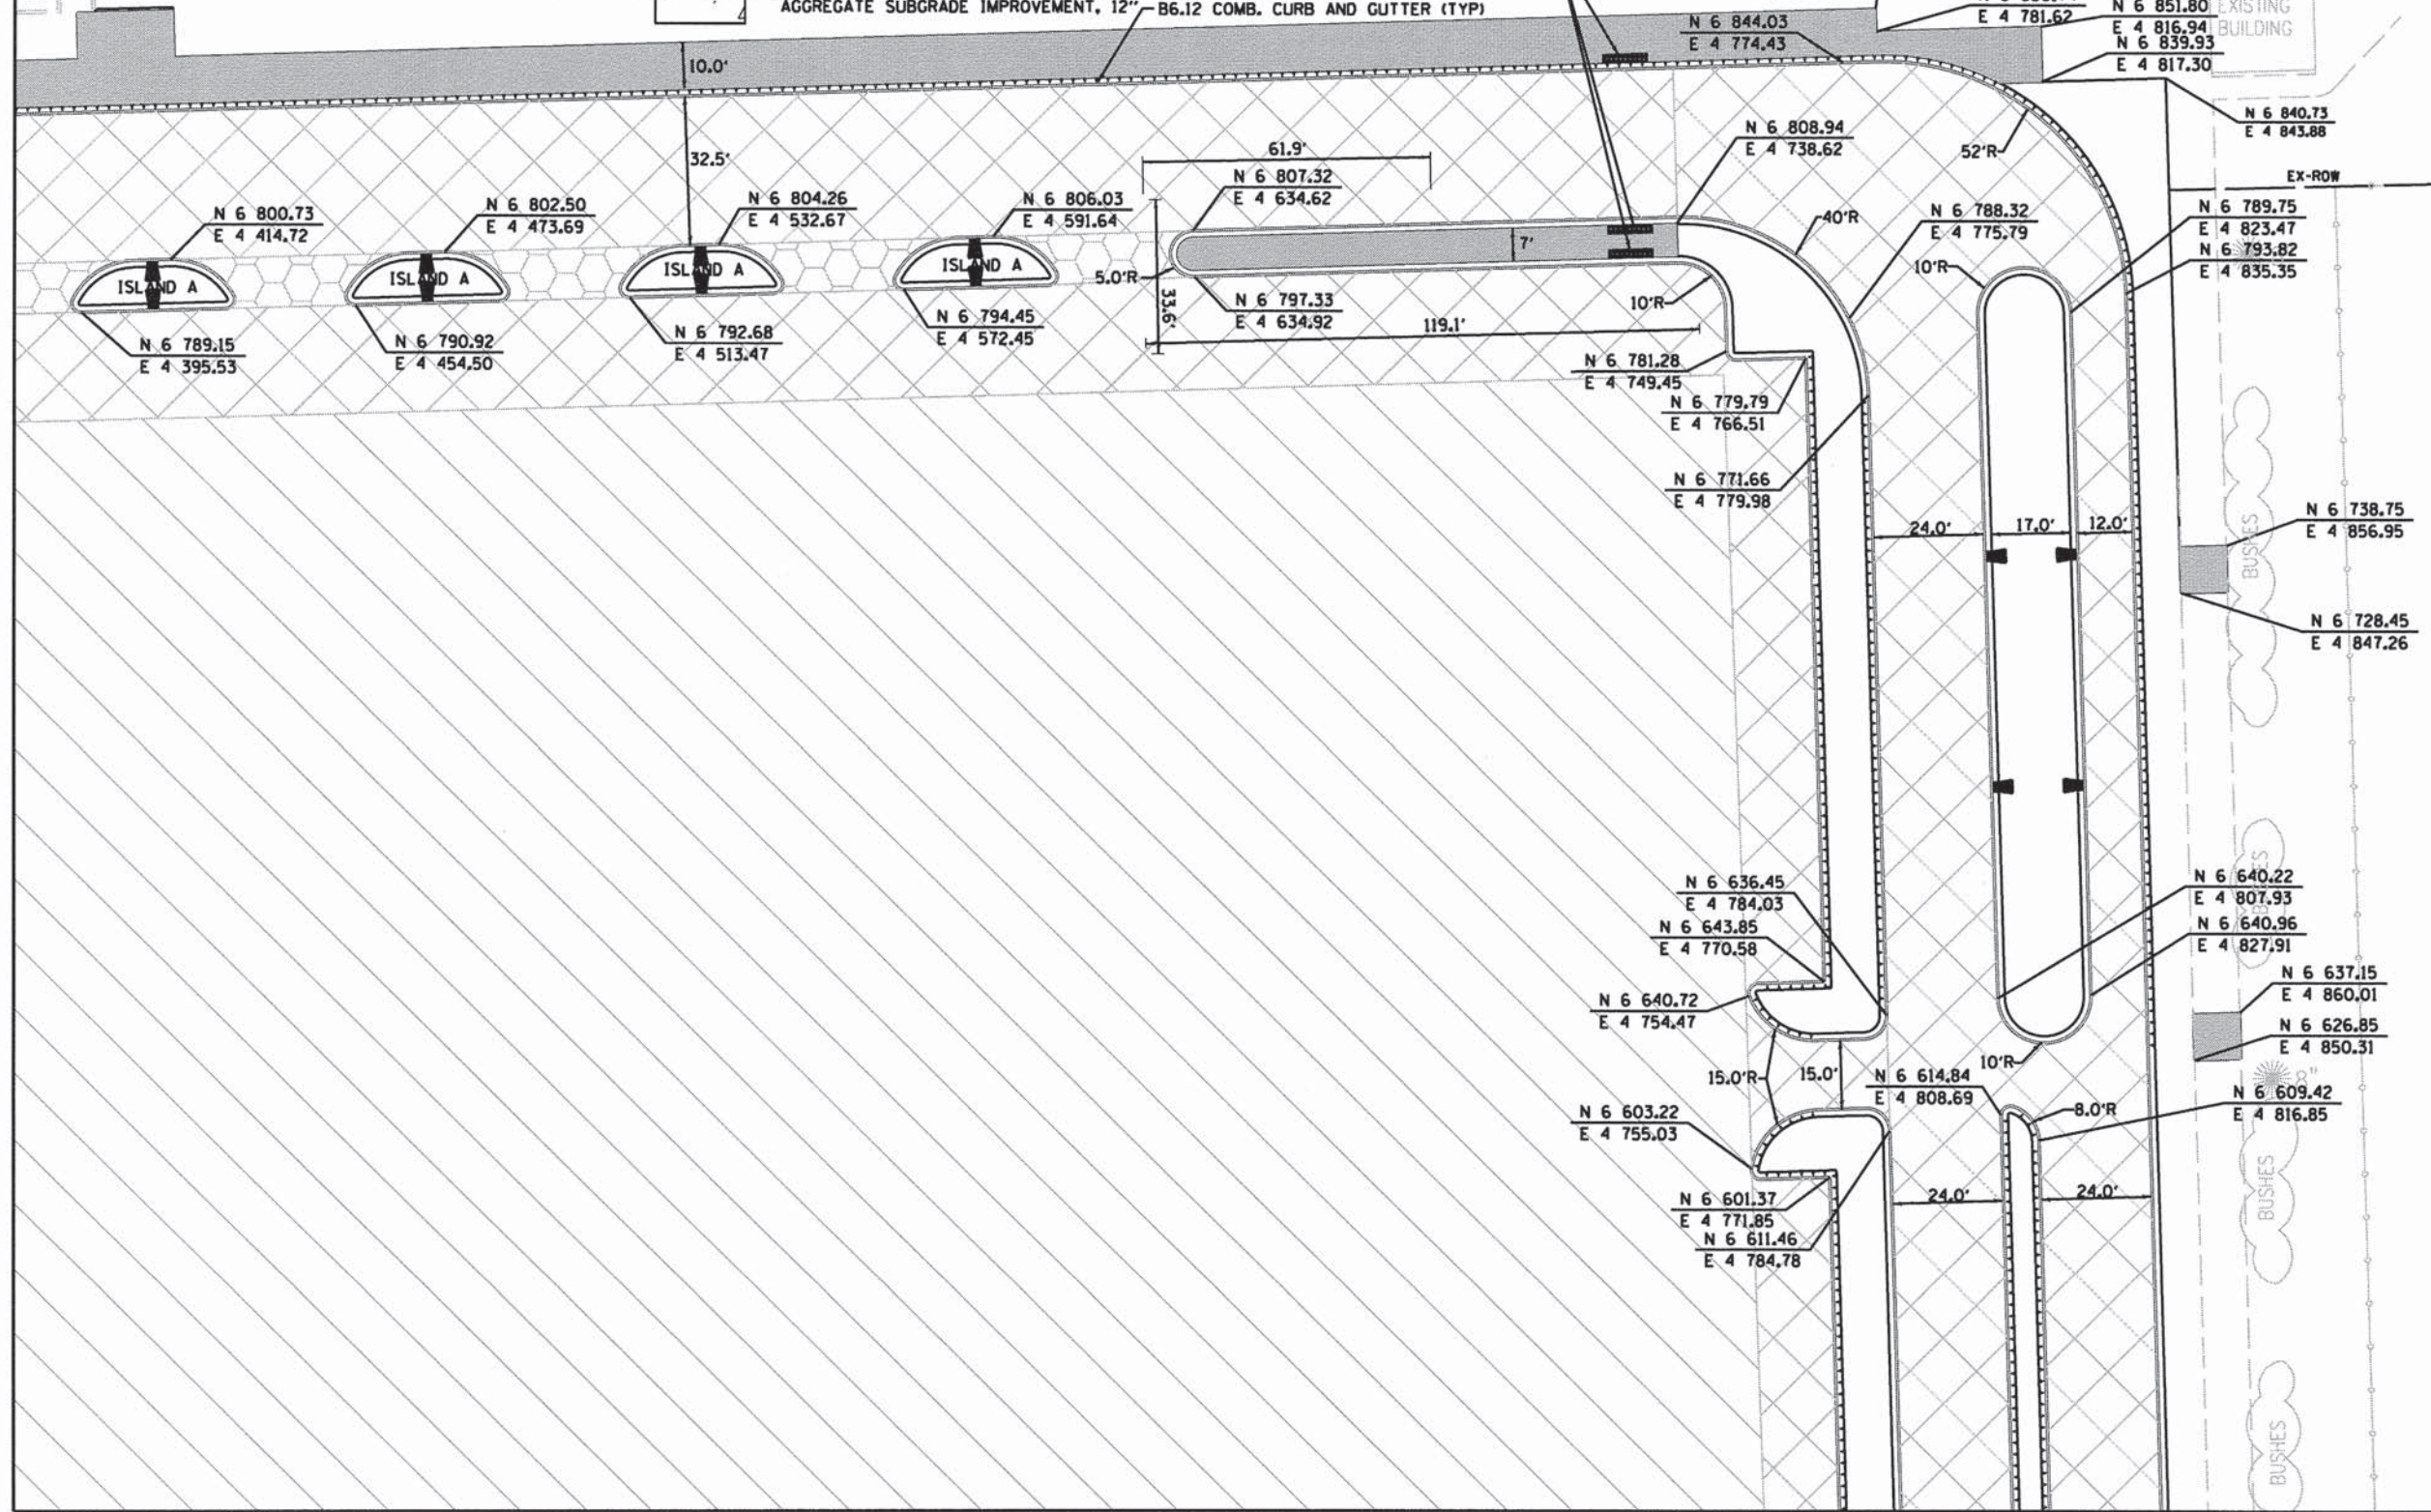 AGGREGATE SUBGRADE IMPROVEMENT, 12"
B6.12 COMB. CURB AND GUTTER (TYP)
N 6 844.03
E 4 774.43
E 4 781.62
N 6 851.80
E 4 816.94
EXISTING
BUILDING
N 6 839.93
E 4 817.30
10.0'
N 6 840.73
E 4 843.88
EX-ROW
32.5'
61.9'
N 6 808.94
E 4 738.62
52'R
N 6 800.73
E 4 414.72
N 6 802.50
E 4 473.69
N 6 804.26
E 4 532.67
N 6 806.03
E 4 591.64
N 6 807.32
E 4 634.62
40'R
N 6 788.32
E 4 775.79
N 6 789.75
E 4 823.47
N 6 793.82
E 4 835.35
7'
10'R
ISLAND A
ISLAND A
ISLAND A
ISLAND A
5.0'R
33.6'
N 6 797.33
E 4 634.92
10'R
119.1'
N 6 789.15
E 4 395.53
N 6 790.92
E 4 454.50
N 6 792.68
E 4 513.47
N 6 794.45
E 4 572.45
N 6 781.28
E 4 749.45
N 6 779.79
E 4 766.51
N 6 771.66
E 4 779.98
24.0'
17.0'
12.0'
BUSHES
N 6 738.75
E 4 856.95
N 6 728.45
E 4 847.26
N 6 636.45
E 4 784.03
N 6 643.85
E 4 770.58
N 6 640.72
E 4 754.47
N 6 640.22
E 4 807.93
BUSHES
N 6 640.96
E 4 827.91
N 6 637.15
E 4 860.01
N 6 626.85
E 4 850.31
15.0'R
15.0'
10'R
8"
N 6 614.84
E 4 808.69
8.0'R
N 6 609.42
E 4 816.85
N 6 603.22
E 4 755.03
BUSHES
24.0'
24.0'
N 6 601.37
E 4 771.85
N 6 611.46
E 4 784.78
BUSHES